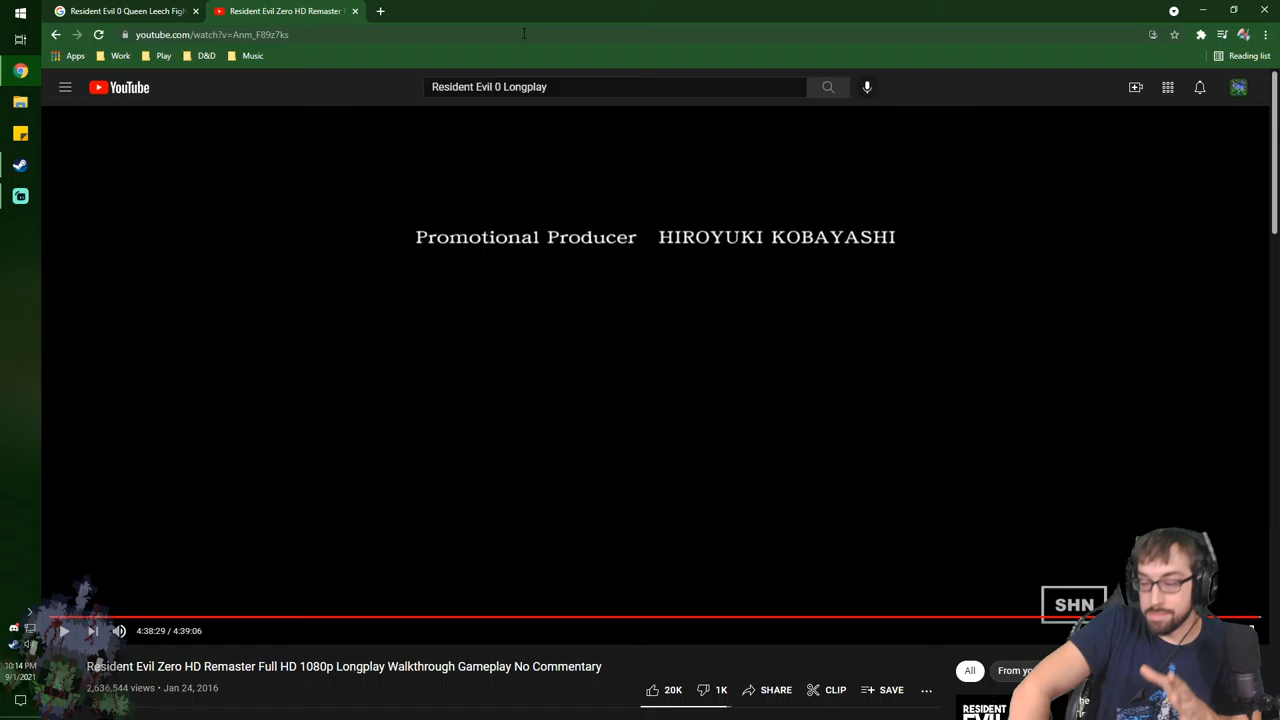 Resident Evil 0 Queen Leech Figh
Resident Evil Zero HD Remaster
youtube.com/watch?v=Anm_F89z7ks
Apps Work Play D&D Music Reading list
YouTube
Resident Evil 0 Longplay
Promotional Producer HIROYUKI KOBAYASHI
SHN
4:38:29 / 4:39:06
10:14 PM
9/1/2021
Resident Evil Zero HD Remaster Full HD 1080p Longplay Walkthrough Gameplay No Commentary
2,636,544 views • Jan 24, 2016
20K 1K SHARE CLIP SAVE
All From yo
RESIDENT